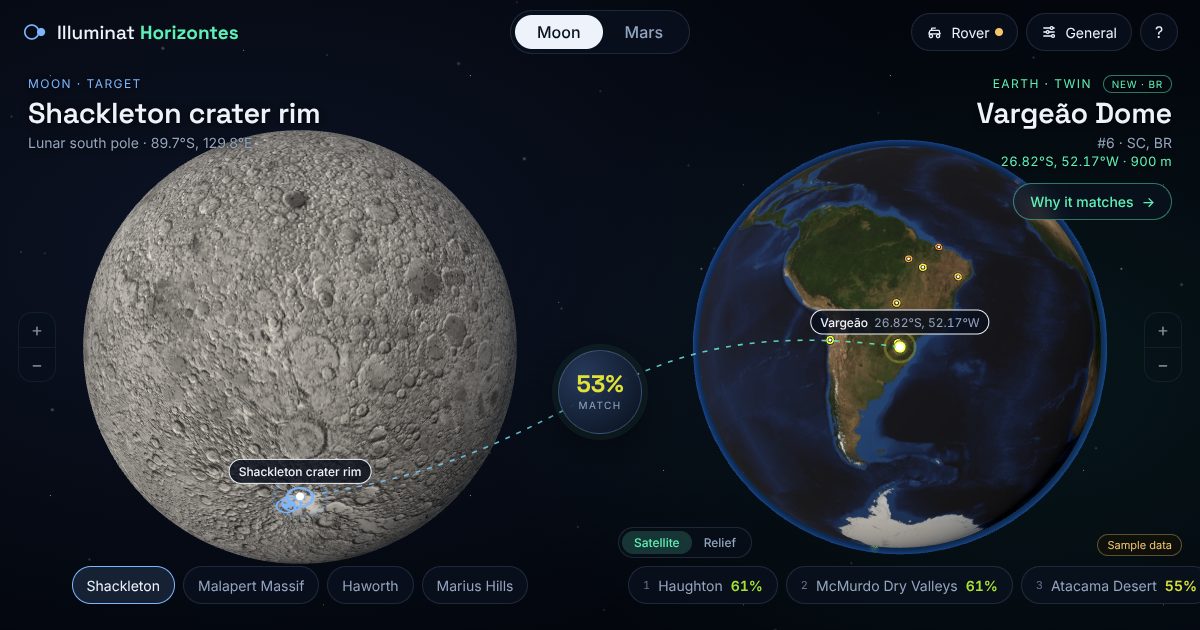 Illuminat Horizontes
Moon
Mars
Rover
General
?
MOON · TARGET
Shackleton crater rim
Lunar south pole · 89.7°S, 129.8°E
EARTH · TWIN
NEW · BR
Vargeão Dome
#6 · SC, BR
26.82°S, 52.17°W · 900 m
Why it matches →
+
−
+
−
Vargeão 26.82°S, 52.17°W
53%
MATCH
Shackleton crater rim
Satellite
Relief
Sample data
Shackleton
Malapert Massif
Haworth
Marius Hills
1 Haughton 61%
2 McMurdo Dry Valleys 61%
3 Atacama Desert 55%